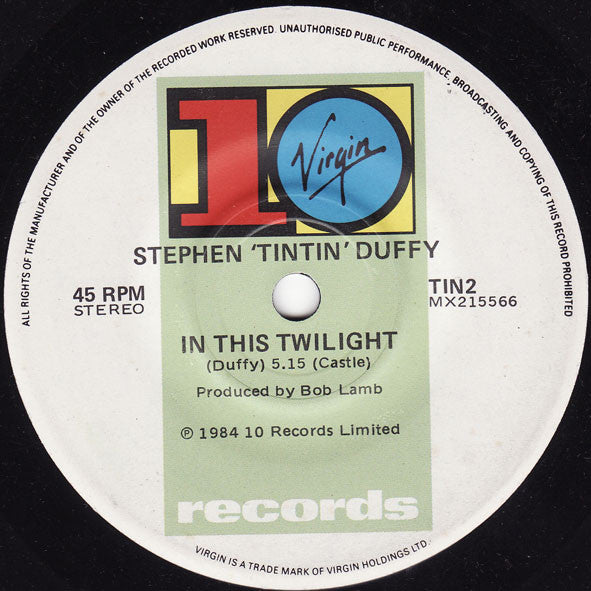 ALL RIGHTS OF THE MANUFACTURER AND OF THE OWNER OF THE RECORDED WORK RESERVED. UNAUTHORISED PUBLIC PERFORMANCE, BROADCASTING AND COPYING OF THIS RECORD PROHIBITED
10
Virgin
STEPHEN 'TINTIN' DUFFY
45 RPM
STEREO
TIN2
MX215566
IN THIS TWILIGHT
(Duffy) 5.15 (Castle)
Produced by Bob Lamb
℗ 1984 10 Records Limited
records
VIRGIN IS A TRADE MARK OF VIRGIN HOLDINGS LTD.